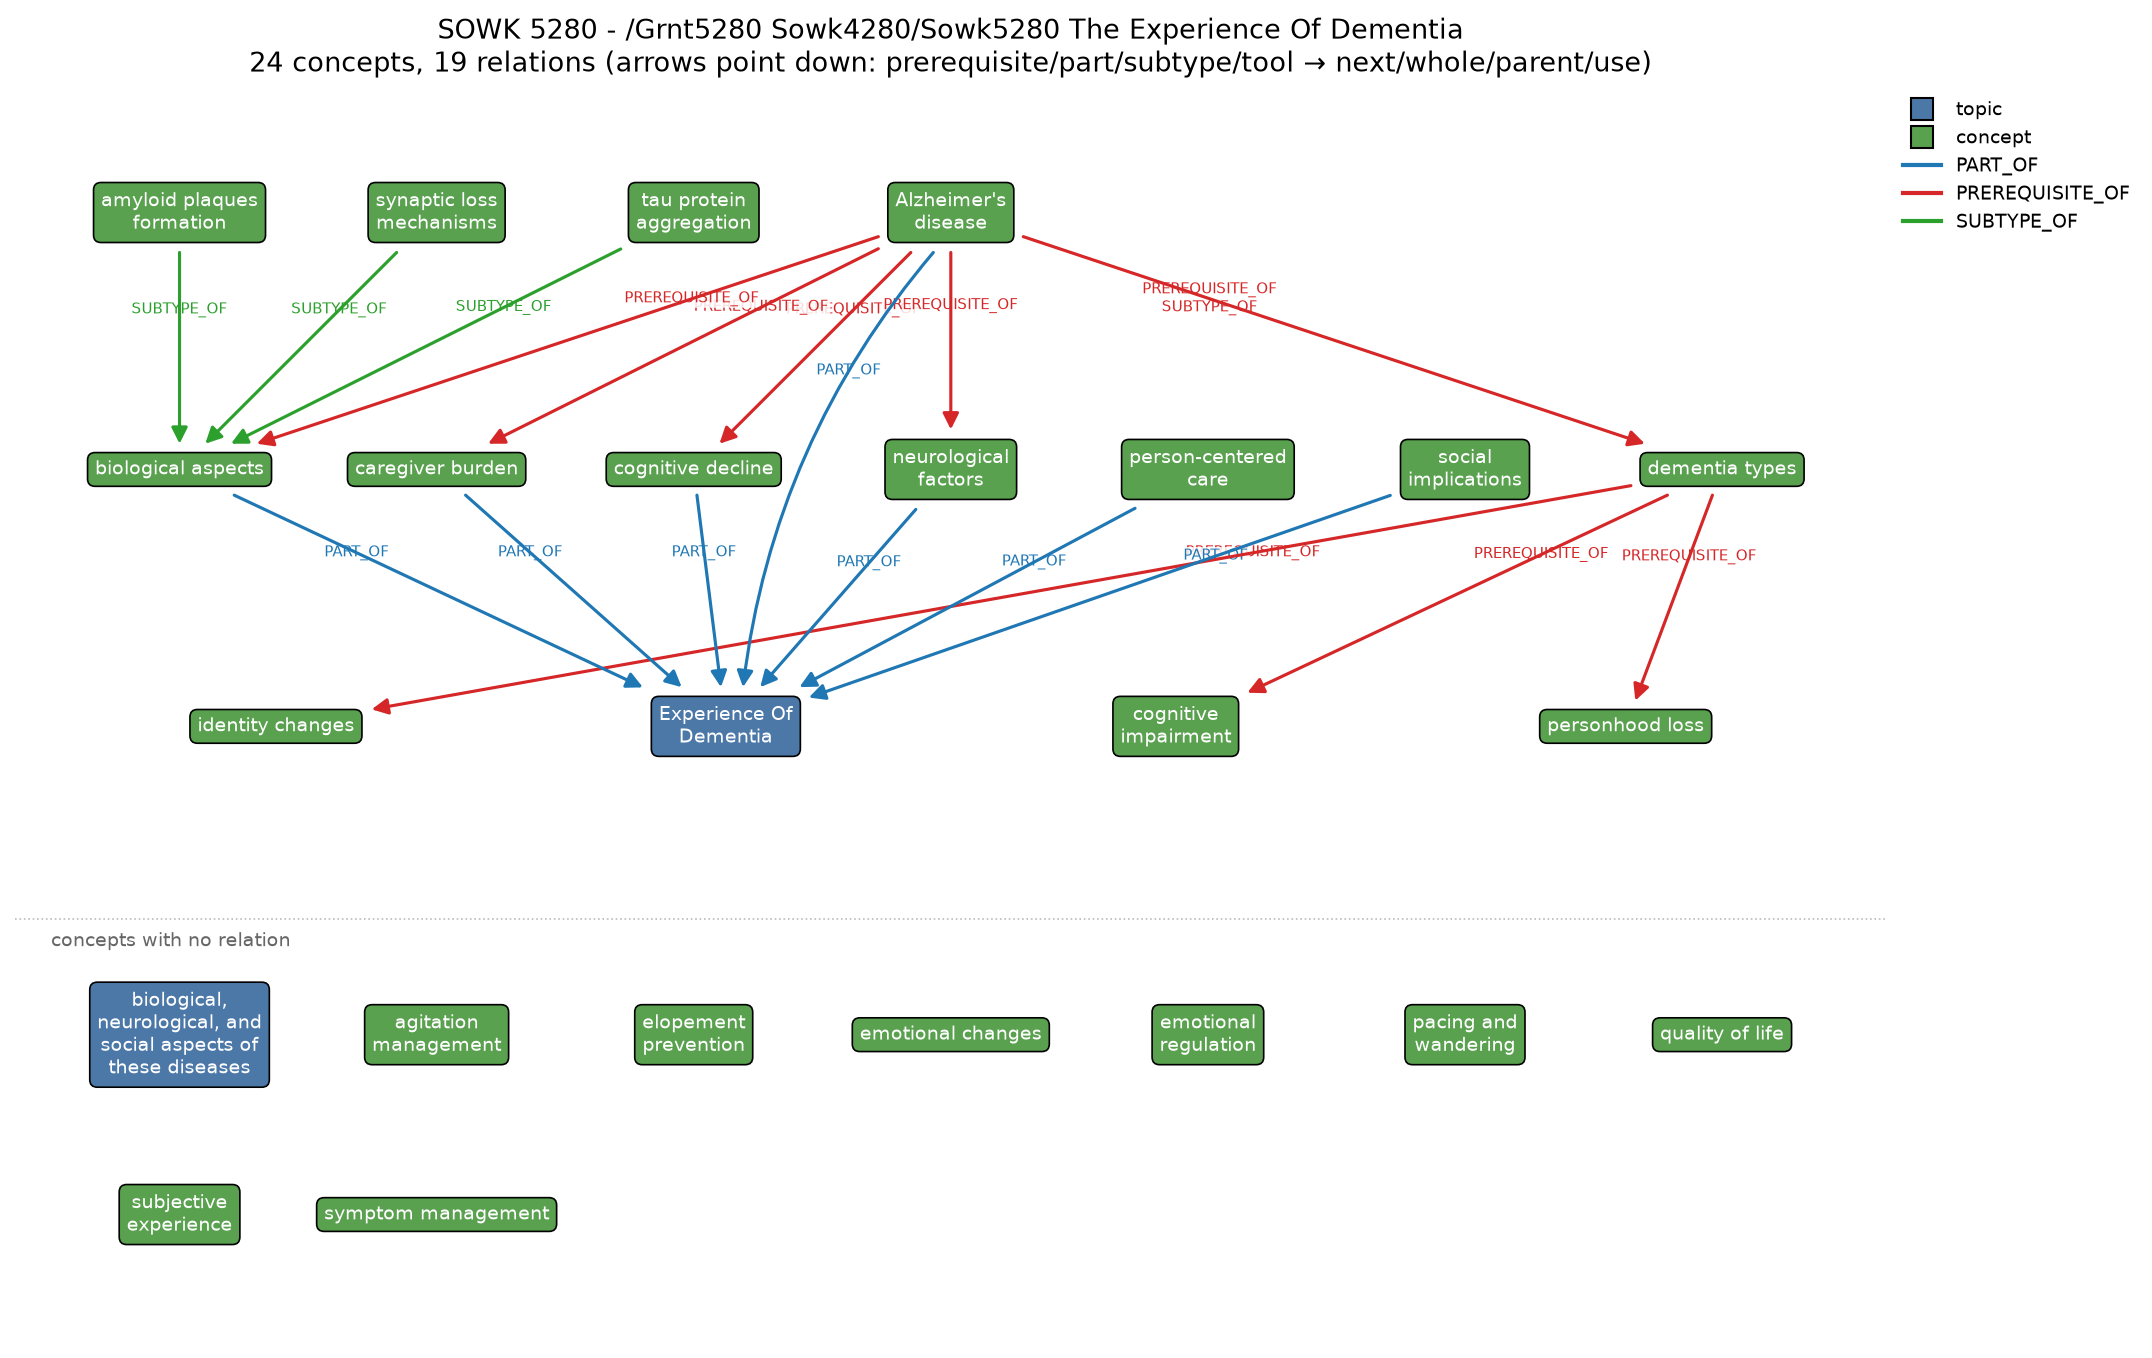 SOWK 5280 - /Grnt5280 Sowk4280/Sowk5280 The Experience Of Dementia
24 concepts, 19 relations (arrows point down: prerequisite/part/subtype/tool → next/whole/parent/use)
topic
concept
PART_OF
PREREQUISITE_OF
SUBTYPE_OF
amyloid plaques
formation
synaptic loss
mechanisms
tau protein
aggregation
Alzheimer's
disease
SUBTYPE_OF
SUBTYPE_OF
SUBTYPE_OF
PREREQUISITE_OF
PREREQUISITE_OF
PREREQUISITE_OF
PREREQUISITE_OF
SUBTYPE_OF
PART_OF
biological aspects
caregiver burden
cognitive decline
neurological
factors
person-centered
care
social
implications
dementia types
PART_OF
PART_OF
PART_OF
PART_OF
PART_OF
PART_OF
PREREQUISITE_OF
PREREQUISITE_OF
PREREQUISITE_OF
identity changes
Experience Of
Dementia
cognitive
impairment
personhood loss
concepts with no relation
biological,
neurological, and
social aspects of
these diseases
agitation
management
elopement
prevention
emotional changes
emotional
regulation
pacing and
wandering
quality of life
subjective
experience
symptom management